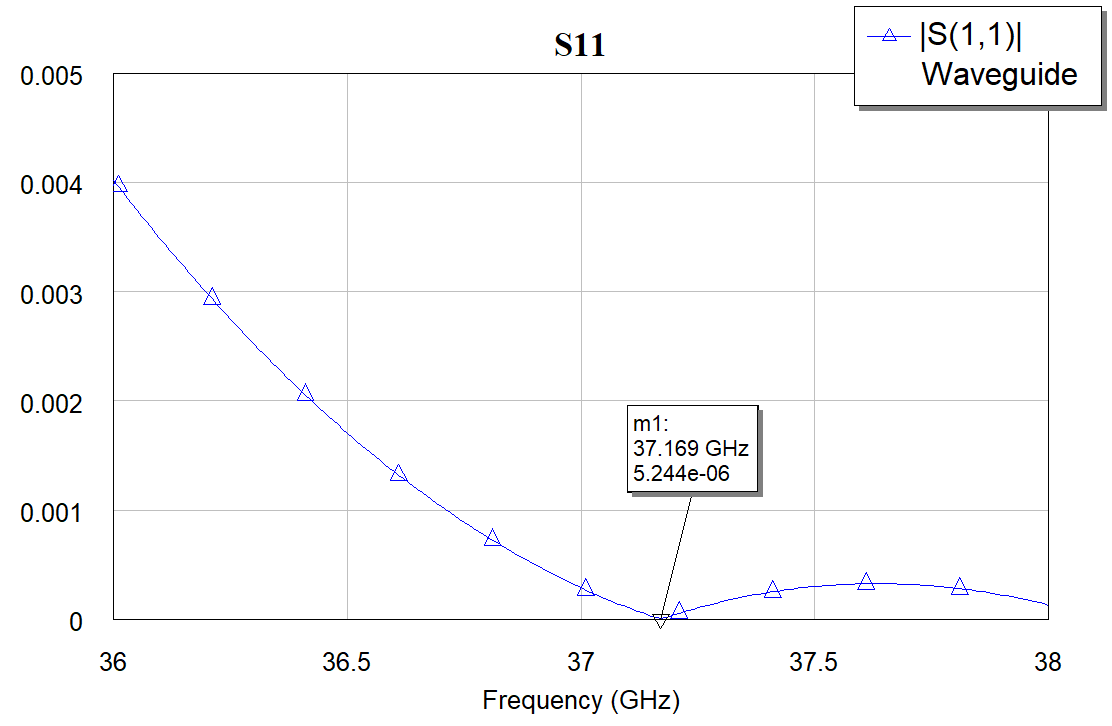 S11
|S(1,1)|
Waveguide
0.005
0.004
0.003
0.002
0.001
0
m1:
37.169 GHz
5.244e-06
36
36.5
37
37.5
38
Frequency (GHz)